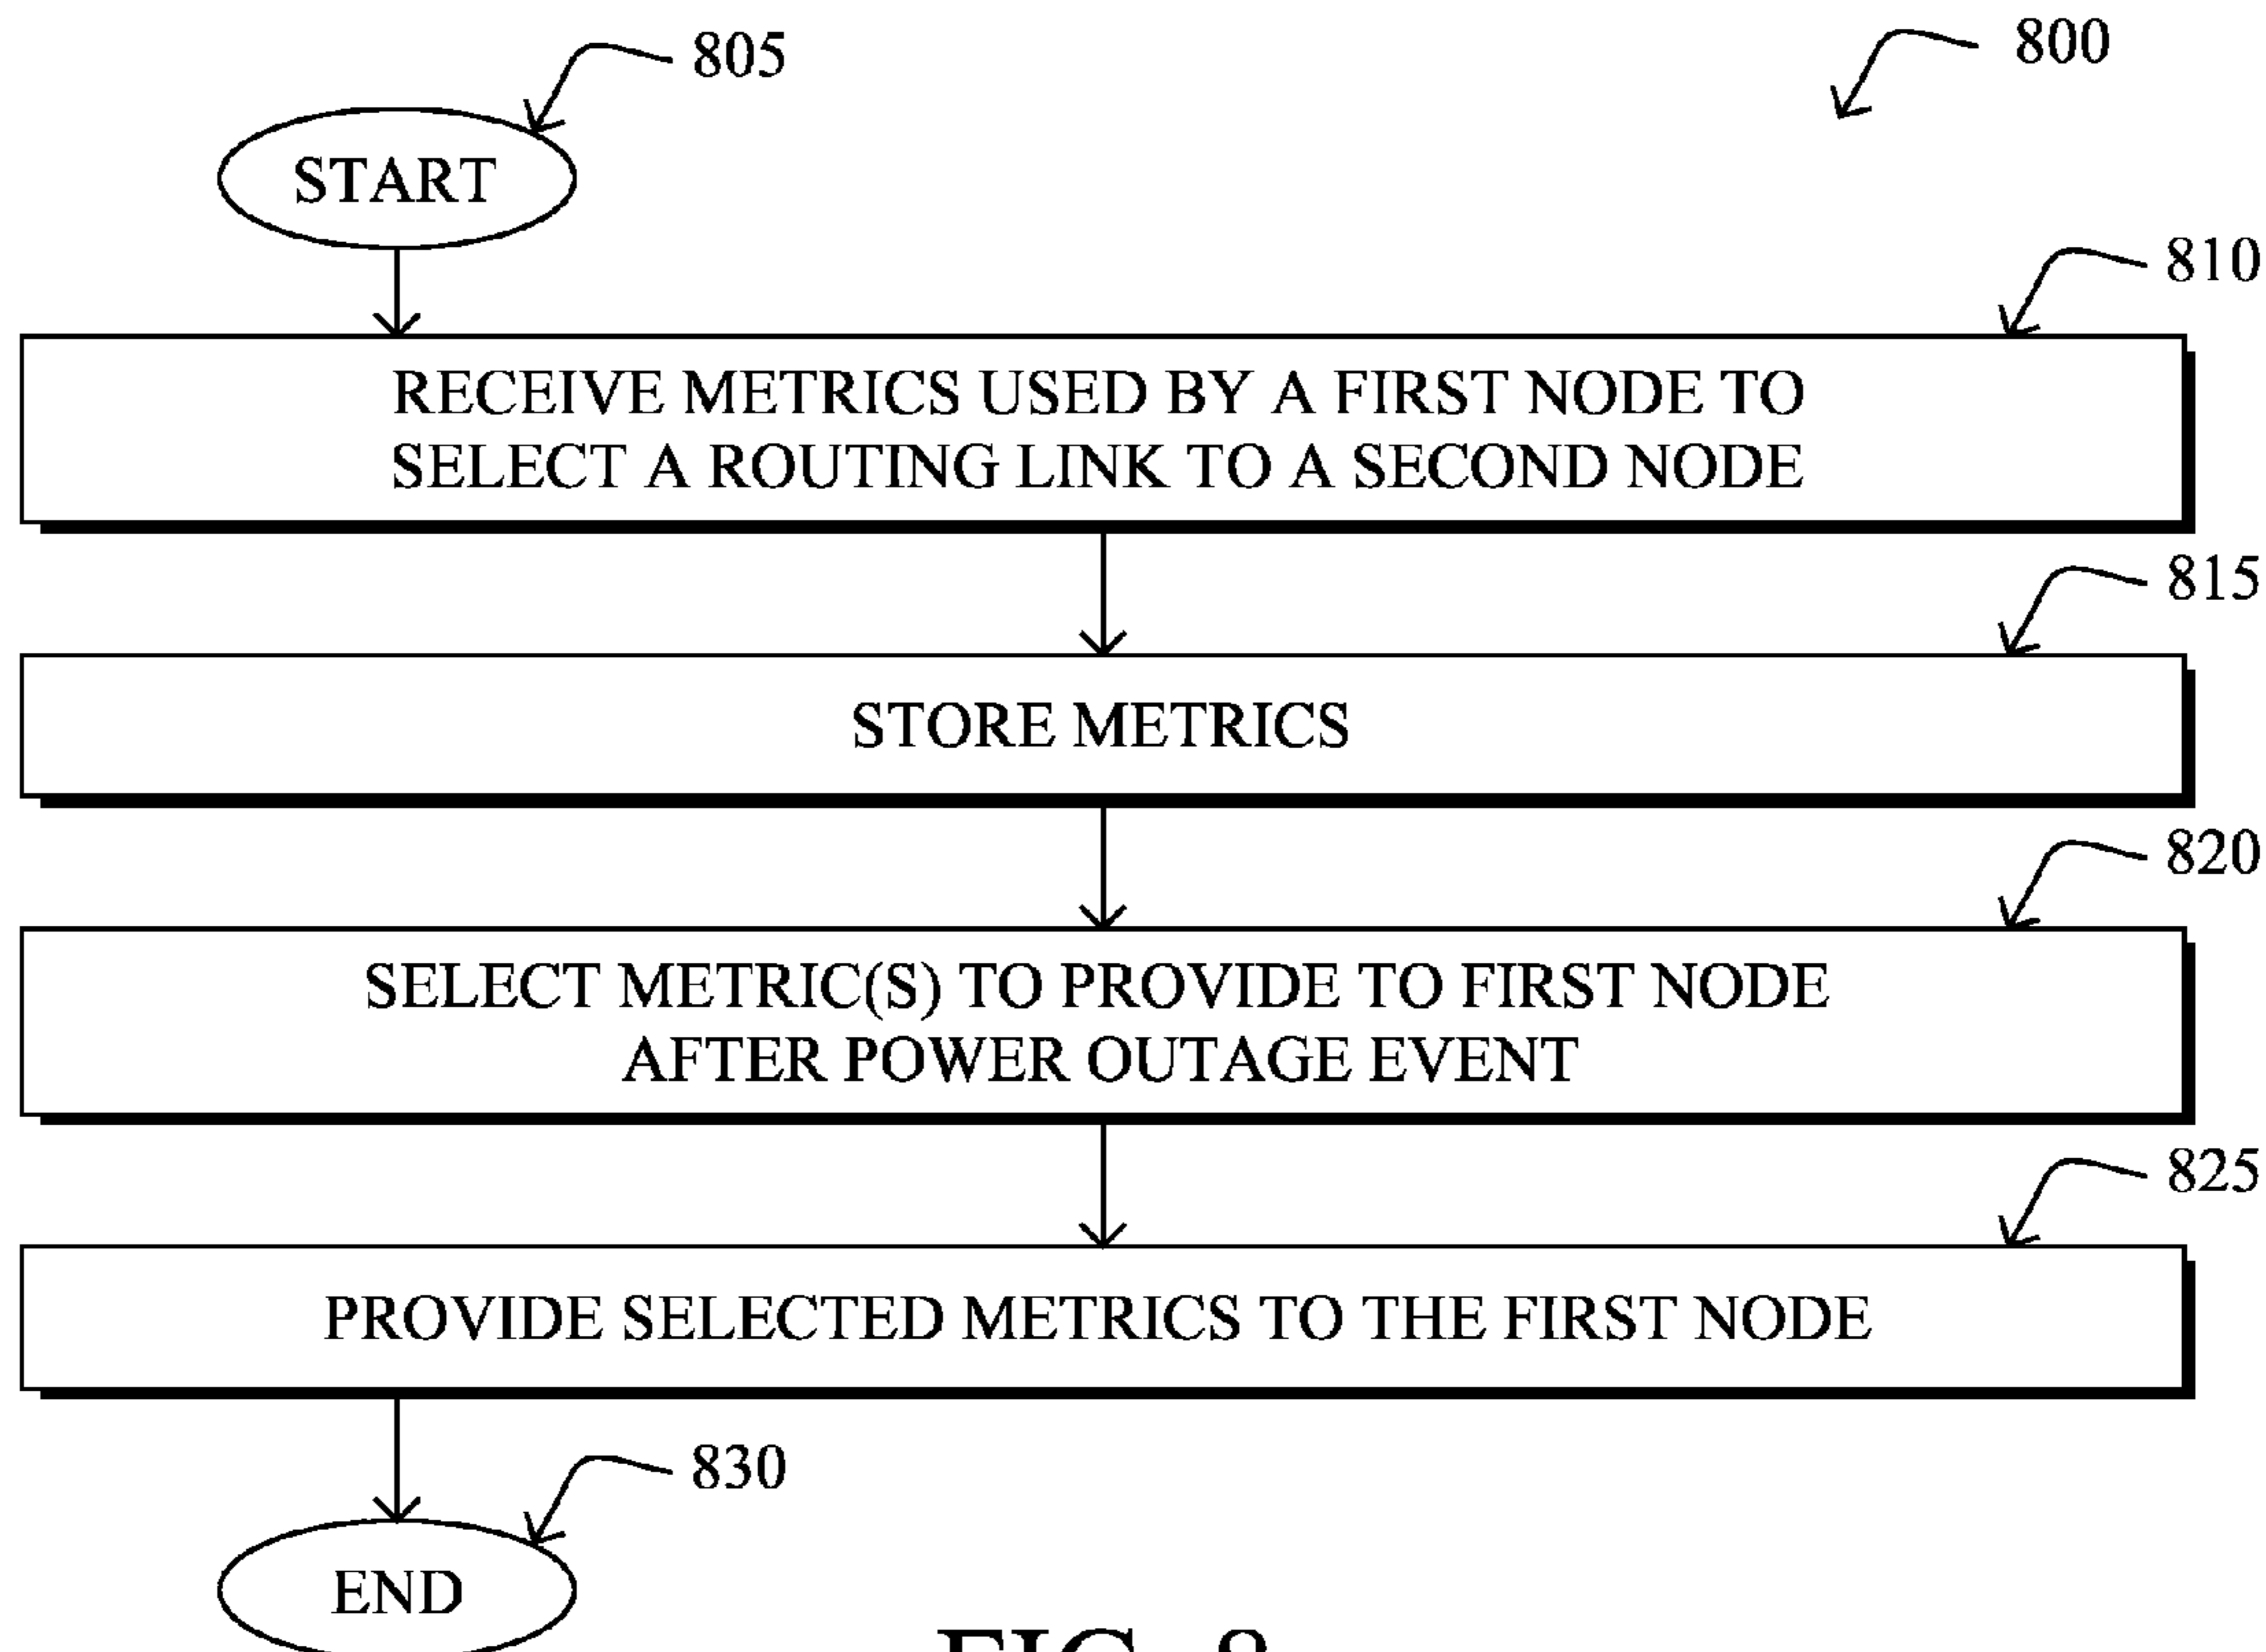 805
800
START
810
RECEIVE METRICS USED BY A FIRST NODE TO
SELECT A ROUTING LINK TO A SECOND NODE
815
STORE METRICS
820
SELECT METRIC(S) TO PROVIDE TO FIRST NODE
AFTER POWER OUTAGE EVENT
825
PROVIDE SELECTED METRICS TO THE FIRST NODE
830
END
FIG. 8